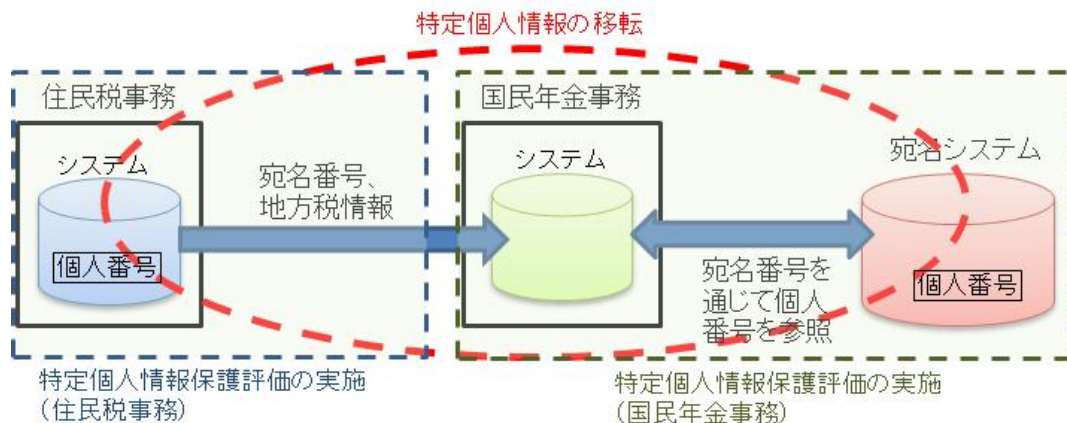 特定個人情報の移転
住民税事務
システム
個人番号
宛名番号、
地方税情報
国民年金事務
システム
宛名システム
個人番号
宛名番号を
通じて個人
番号を参照
特定個人情報保護評価の実施
(住民税事務)
特定個人情報保護評価の実施
(国民年金事務)